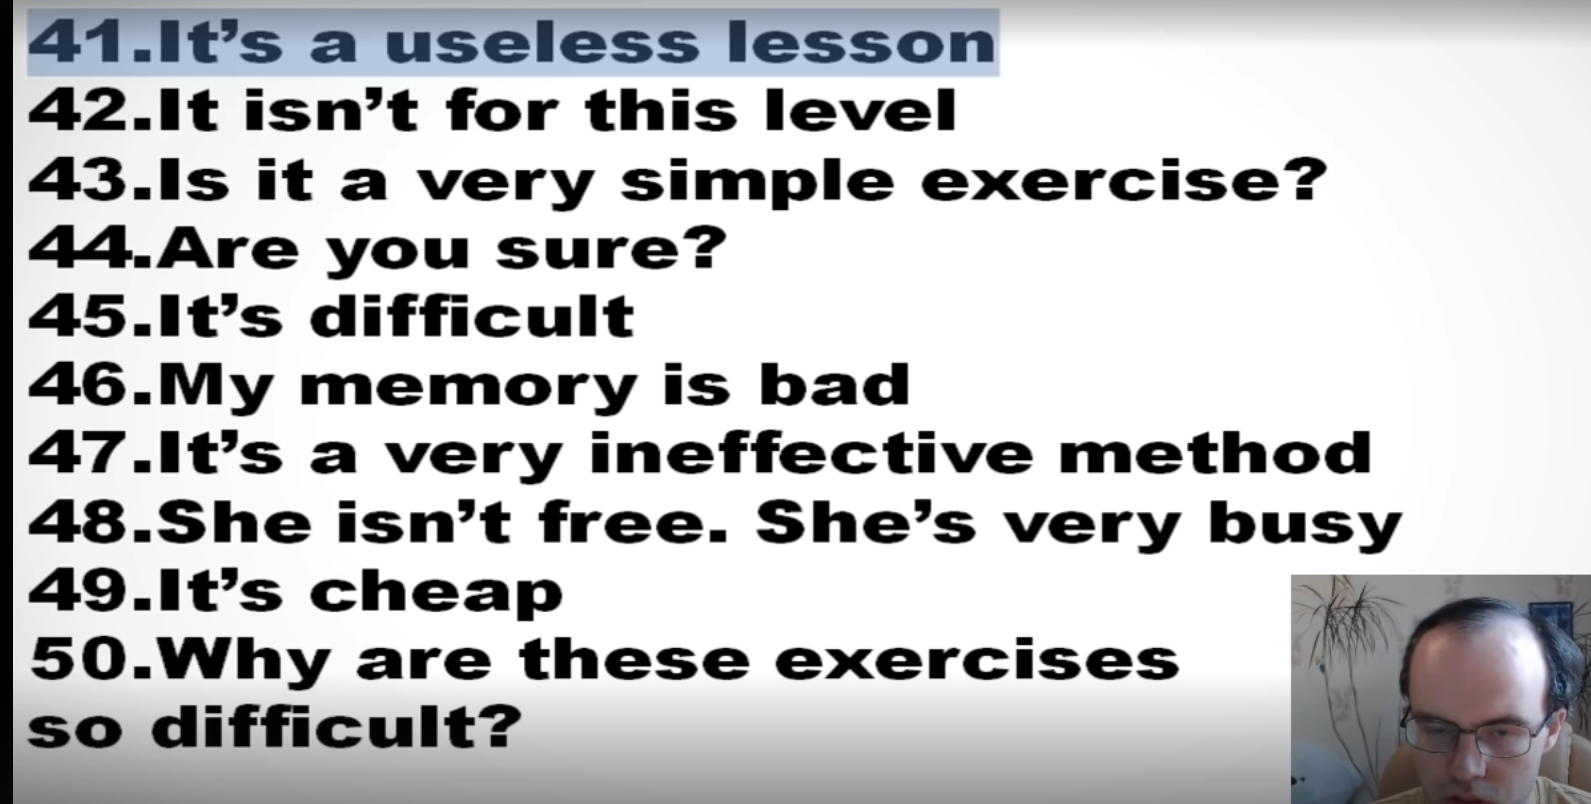 41.It's a useless lesson
42.It isn't for this level
43.Is it a very simple exercise?
44.Are you sure?
45.It's difficult
46.My memory is bad
47.It's a very ineffective method
48.She isn't free. She's very busy
49.It's cheap
50.Why are these exercises
so difficult?